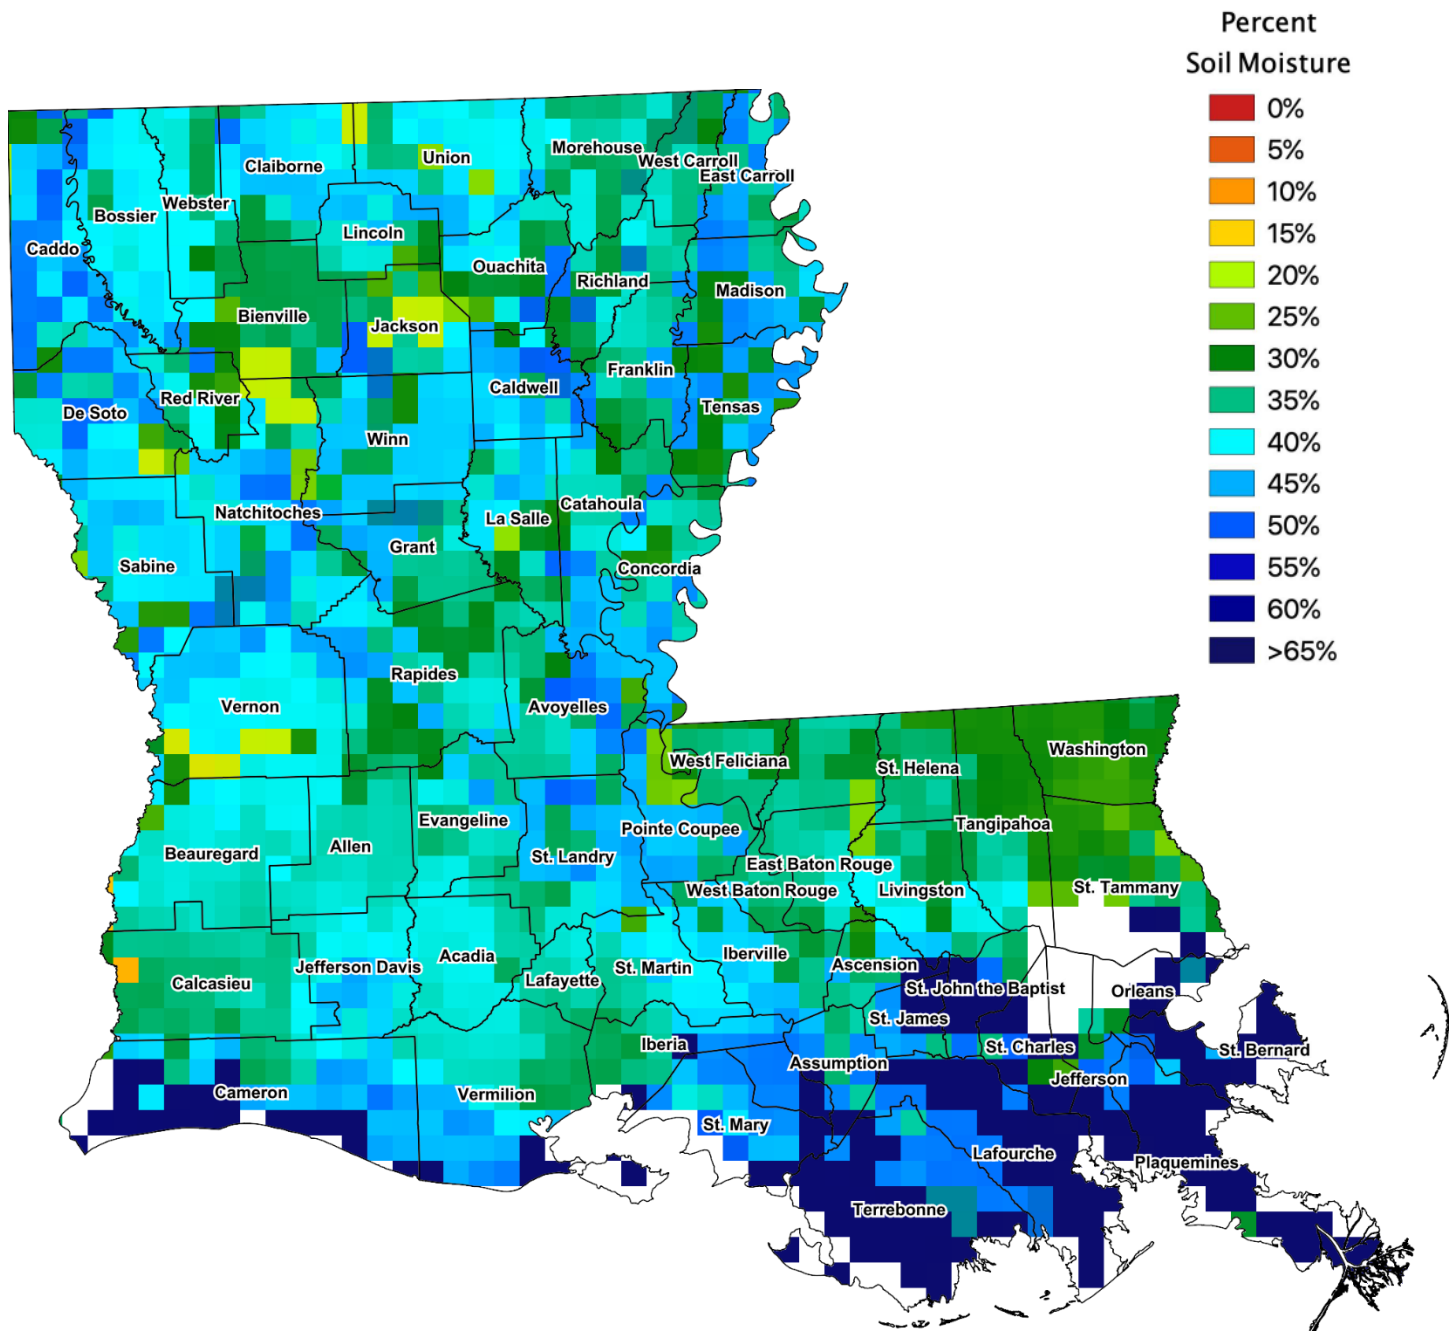 Percent
Soil Moisture
0%
5%
10%
15%
20%
25%
30%
35%
40%
45%
50%
55%
60%
>65%
Claiborne
Union
Morehouse
West Carroll
East Carroll
Webster
Bossier
Caddo
Lincoln
Ouachita
Richland
Madison
Bienville
Jackson
Franklin
Caldwell
Red River
De Soto
Tensas
Winn
Natchitoches
La Salle
Catahoula
Grant
Sabine
Concordia
Rapides
Vernon
Avoyelles
West Feliciana
St. Helena
Washington
Evangeline
Pointe Coupee
Tangipahoa
Beauregard
Allen
St. Landry
East Baton Rouge
West Baton Rouge
Livingston
St. Tammany
Acadia
Iberville
Jefferson Davis
St. Martin
Ascension
Calcasieu
Lafayette
St. John the Baptist
Orleans
St. James
Iberia
St. Charles
St. Bernard
Assumption
Jefferson
Cameron
Vermilion
St. Mary
Lafourche
Plaquemines
Terrebonne